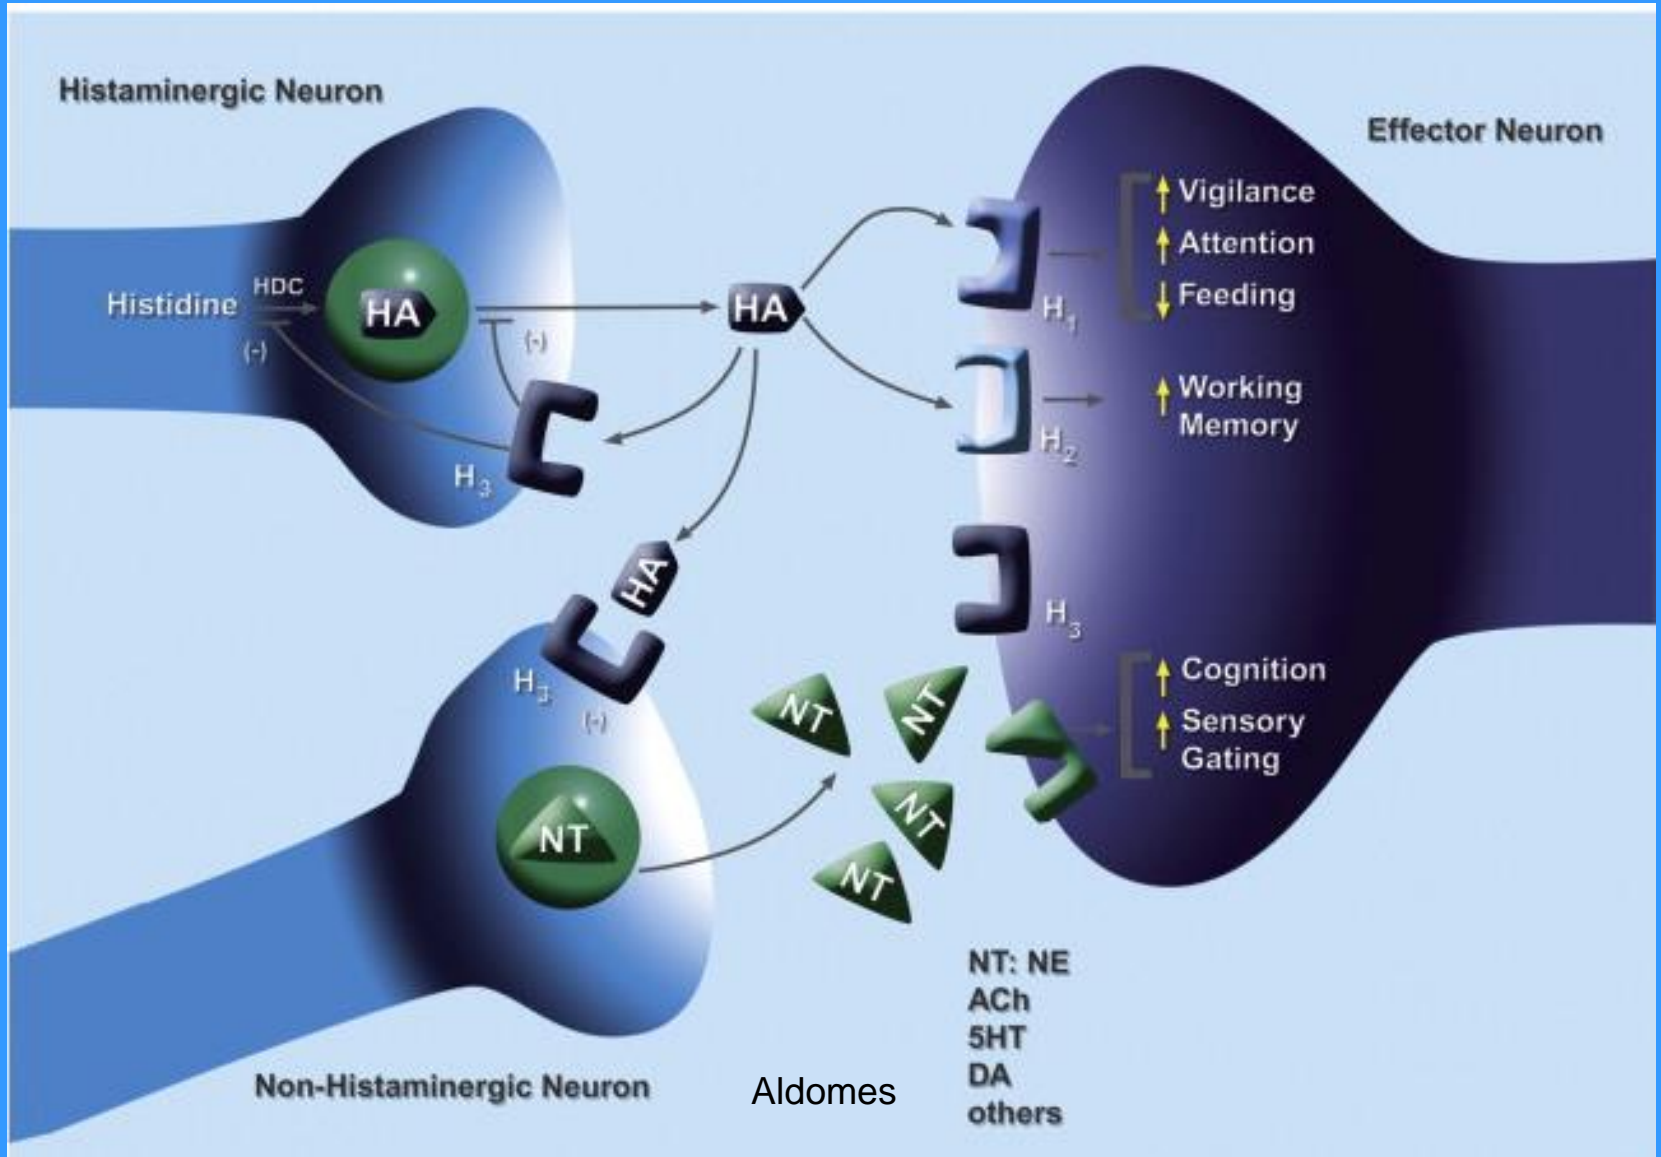 Histaminergic Neuron
Effector Neuron
Histidine
HDC
(-)
HA
(-)
H3
HA
H1
Vigilance
Attention
Feeding
H2
Working
Memory
H3
HA
H3
(-)
NT
NT
NT
NT
NT
Cognition
Sensory
Gating
NT: NE
ACh
5HT
DA
others
Non-Histaminergic Neuron
Aldomes